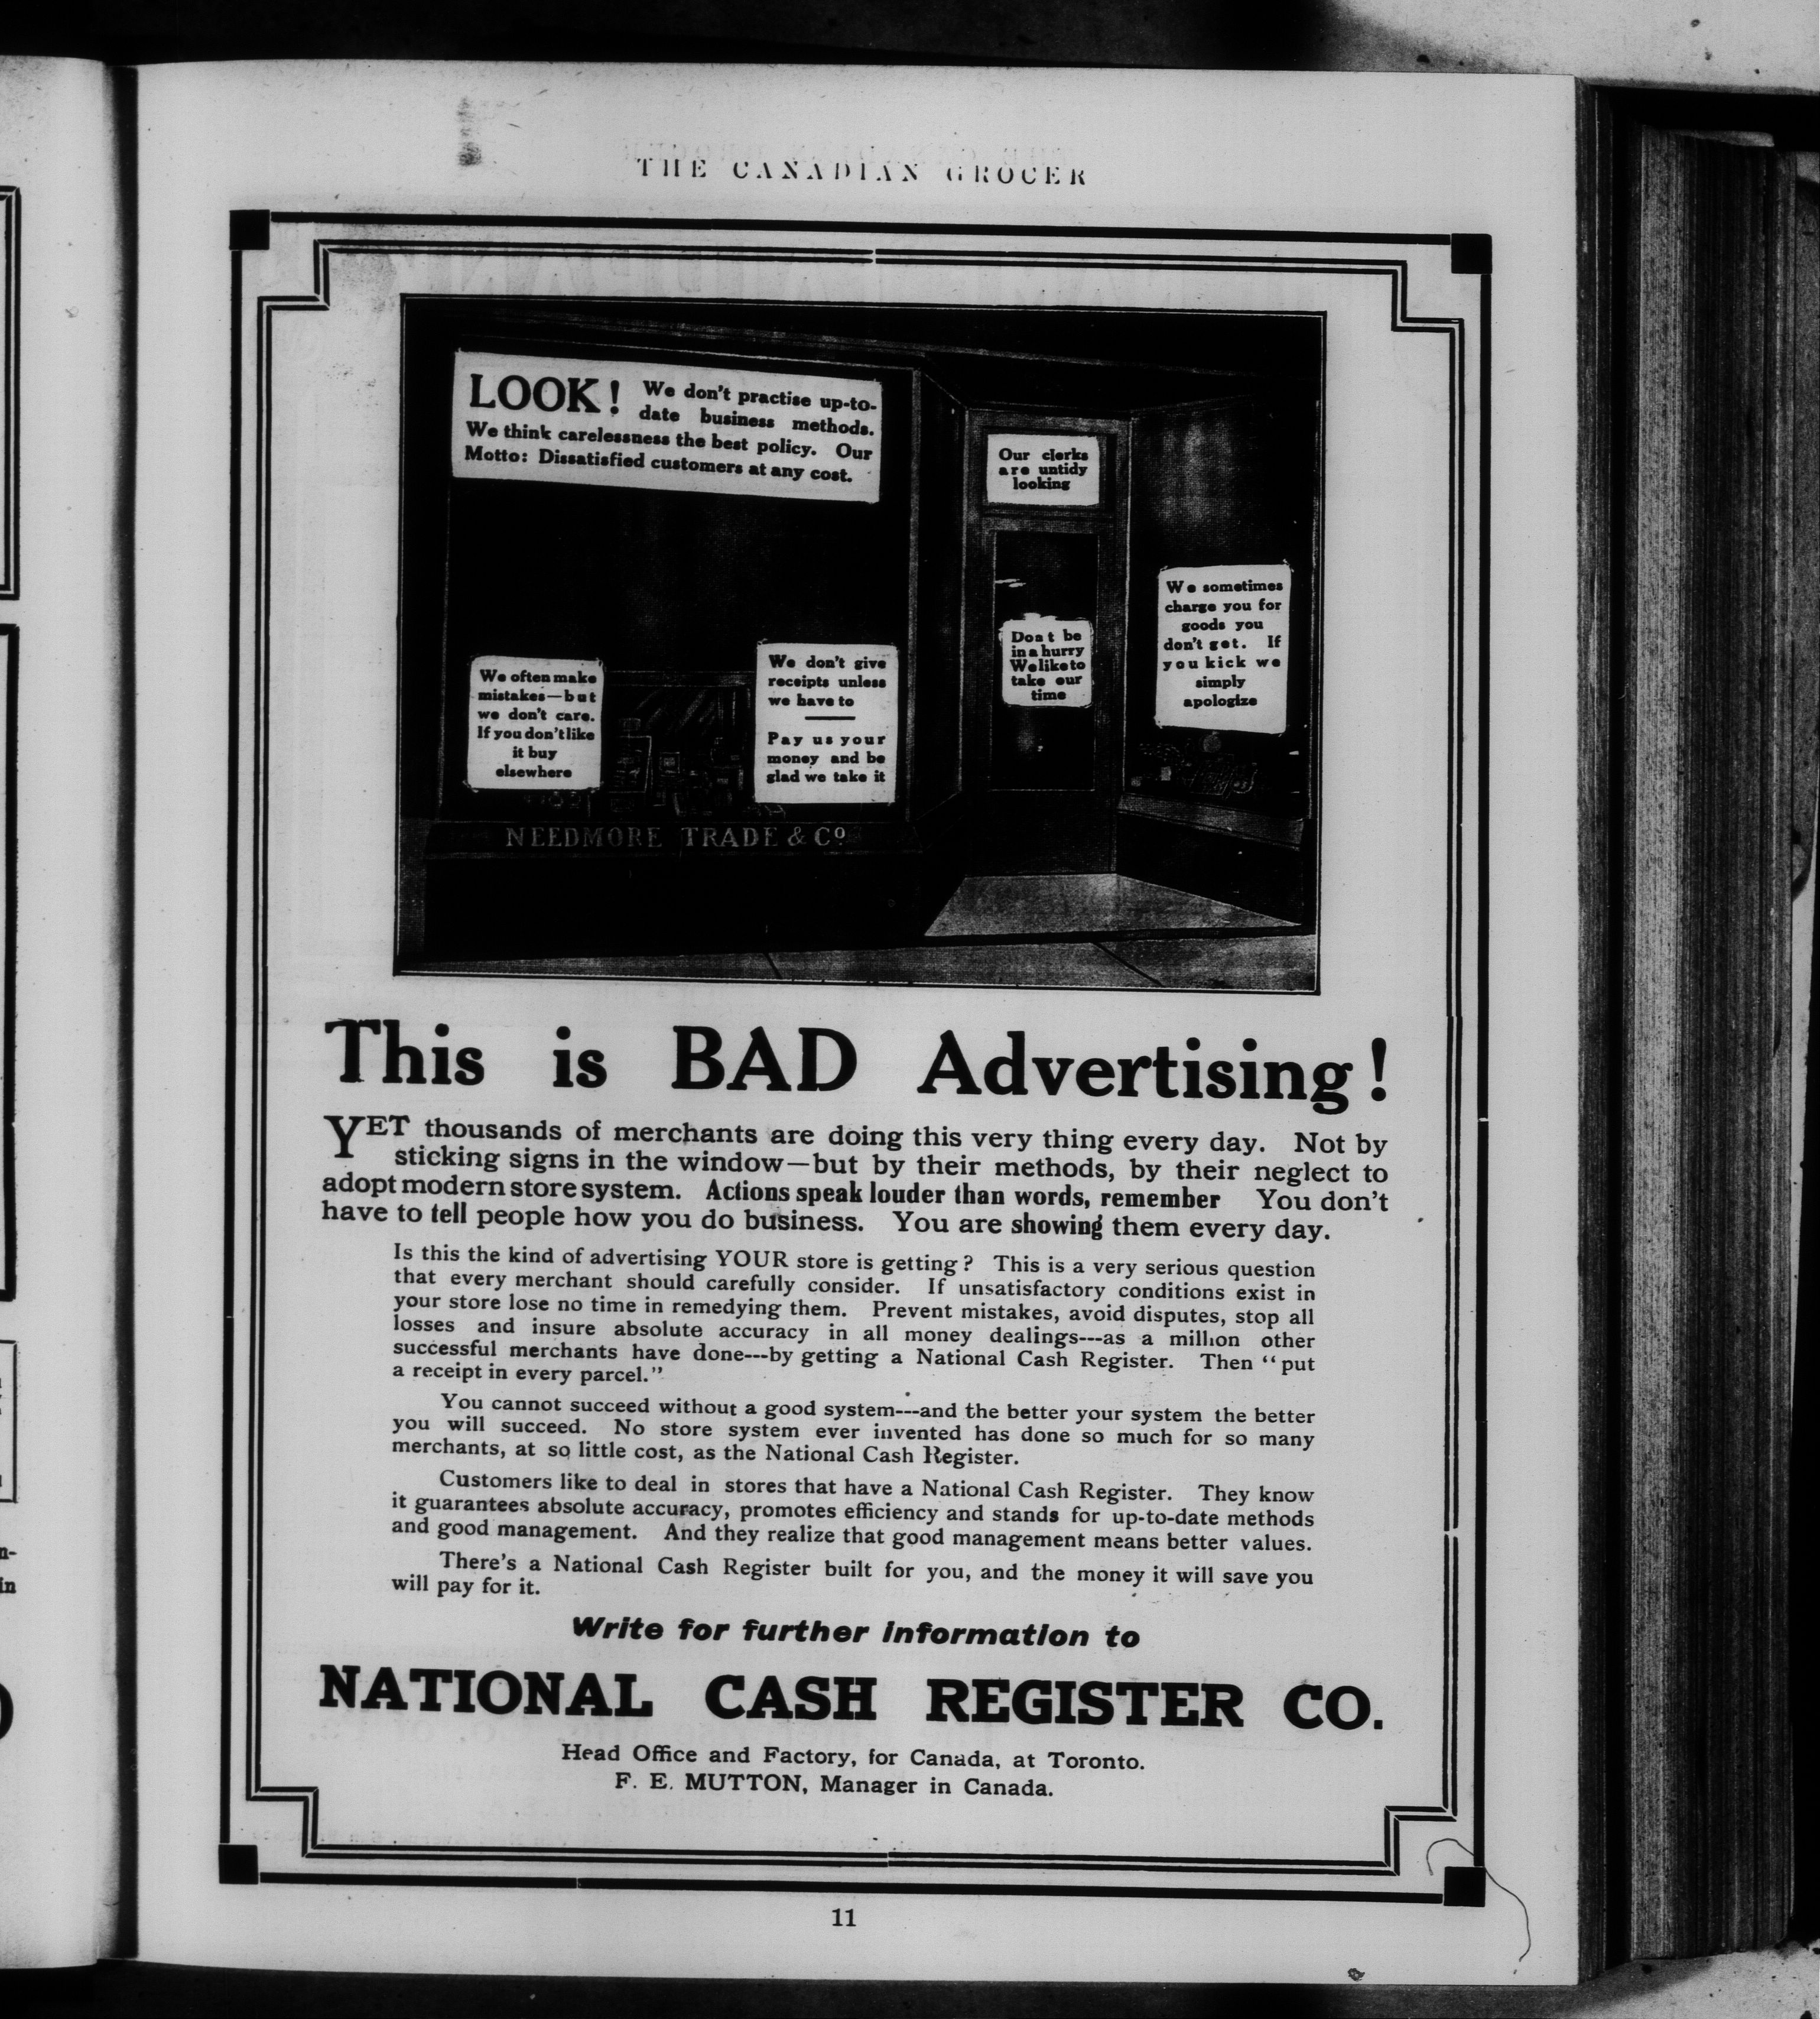 THE CANADIAN GROCER
LOOK! We don't practise up-to-
date business methods.
We think carelessness the best policy. Our
Motto: Dissatisfied customers at any cost.
Our clerks
are untidy
looking
We sometimes
charge you for
goods you
don't get. If
you kick we
simply
apologize
Don t be
in a hurry
We like to
take our
time
We often make
mistakes—but
we don't care.
If you don't like
it buy
elsewhere
We don't give
receipts unless
we have to
Pay us your
money and be
glad we take it
NEEDMORE TRADE & Co
This is BAD Advertising!
YET thousands of merchants are doing this very thing every day. Not by
sticking signs in the window—but by their methods, by their neglect to
adopt modern store system. Actions speak louder than words, remember You don't
have to tell people how you do business. You are showing them every day.
Is this the kind of advertising YOUR store is getting? This is a very serious question
that every merchant should carefully consider. If unsatisfactory conditions exist in
your store lose no time in remedying them. Prevent mistakes, avoid disputes, stop all
losses and insure absolute accuracy in all money dealings---as a million other
successful merchants have done---by getting a National Cash Register. Then "put
a receipt in every parcel."
You cannot succeed without a good system---and the better your system the better
you will succeed. No store system ever invented has done so much for so many
merchants, at so little cost, as the National Cash Register.
Customers like to deal in stores that have a National Cash Register. They know
it guarantees absolute accuracy, promotes efficiency and stands for up-to-date methods
and good management. And they realize that good management means better values.
There's a National Cash Register built for you, and the money it will save you
will pay for it.
Write for further information to
NATIONAL CASH REGISTER CO.
Head Office and Factory, for Canada, at Toronto.
F. E. MUTTON, Manager in Canada.
11